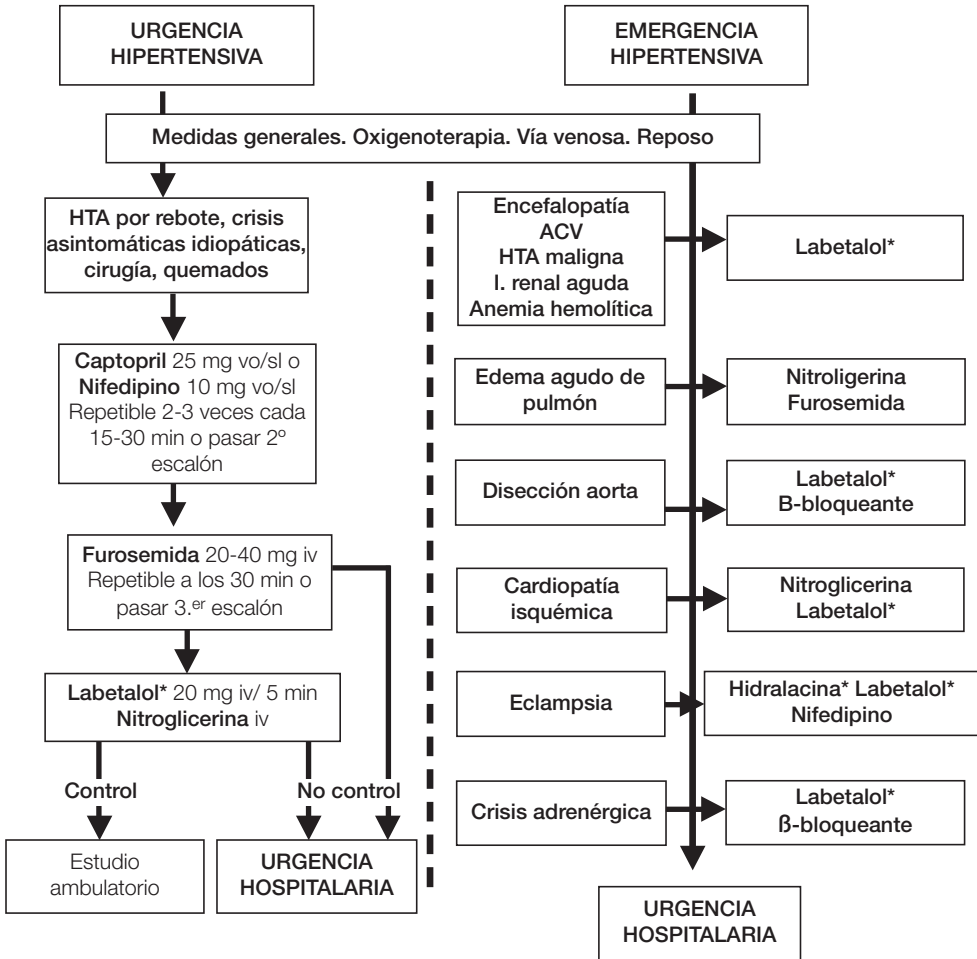 URGENCIA
HIPERTENSIVA
EMERGENCIA
HIPERTENSIVA
Medidas generales. Oxigenoterapia. Vía venosa. Reposo
HTA por rebote, crisis
asintomáticas idiopáticas,
cirugía, quemados
Captopril 25 mg vo/sl o
Nifedipino 10 mg vo/sl
Repetible 2-3 veces cada
15-30 min o pasar 2º
escalón
Furosemida 20-40 mg iv
Repetible a los 30 min o
pasar 3.er escalón
Labetalol* 20 mg iv/ 5 min
Nitroglicerina iv
Control
No control
Estudio
ambulatorio
URGENCIA
HOSPITALARIA
Encefalopatía
ACV
HTA maligna
I. renal aguda
Anemia hemolítica
Labetalol*
Edema agudo de
pulmón
Nitroligerina
Furosemida
Disección aorta
Labetalol*
B-bloqueante
Cardiopatía
isquémica
Nitroglicerina
Labetalol*
Eclampsia
Hidralacina* Labetalol*
Nifedipino
Crisis adrenérgica
Labetalol*
ß-bloqueante
URGENCIA
HOSPITALARIA